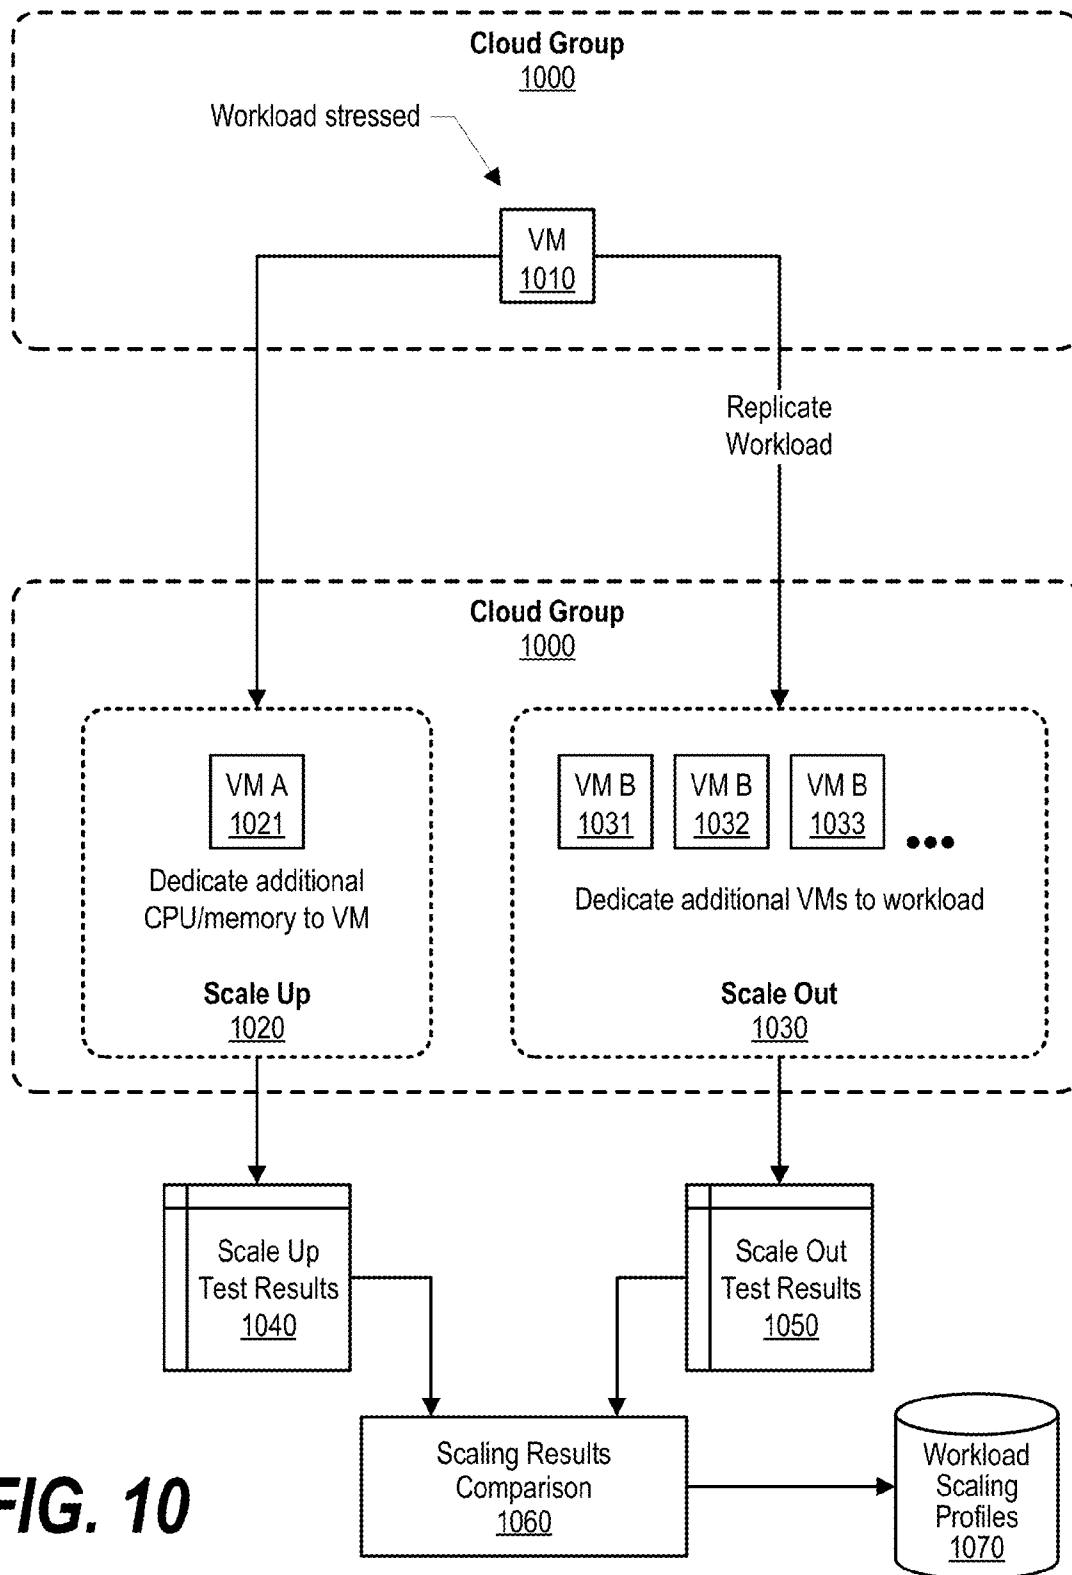 Cloud Group
1000
Workload stressed
VM
1010
Replicate
Workload
Cloud Group
1000
VM A
1021
Dedicate additional
CPU/memory to VM
Scale Up
1020
VM B
1031
VM B
1032
VM B
1033
Dedicate additional VMs to workload
Scale Out
1030
Scale Up
Test Results
1040
Scale Out
Test Results
1050
Scaling Results
Comparison
1060
Workload
Scaling
Profiles
1070
FIG. 10